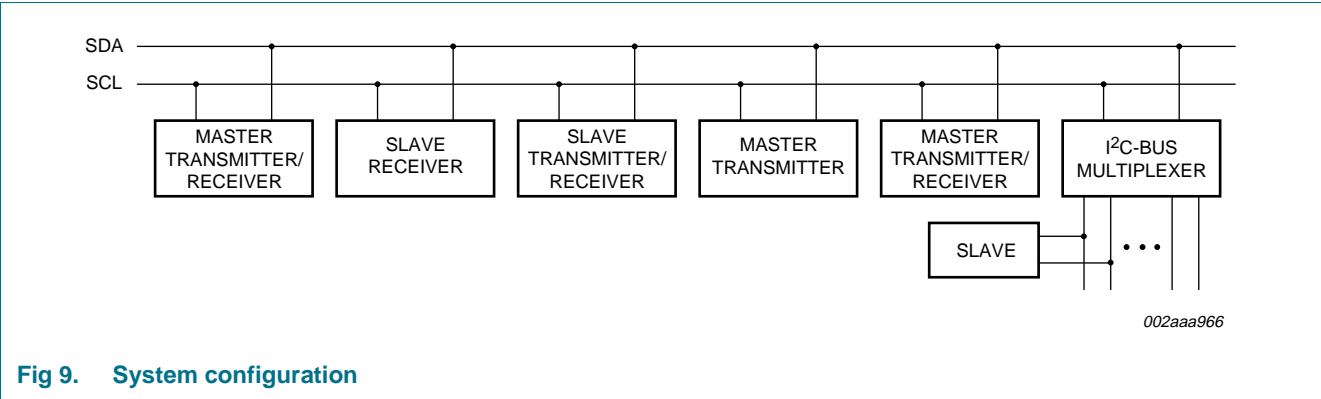 SDA
SCL
MASTER
TRANSMITTER/
RECEIVER
SLAVE
RECEIVER
SLAVE
TRANSMITTER/
RECEIVER
MASTER
TRANSMITTER
MASTER
TRANSMITTER/
RECEIVER
I²C-BUS
MULTIPLEXER
SLAVE
002aaa966
Fig 9. System configuration